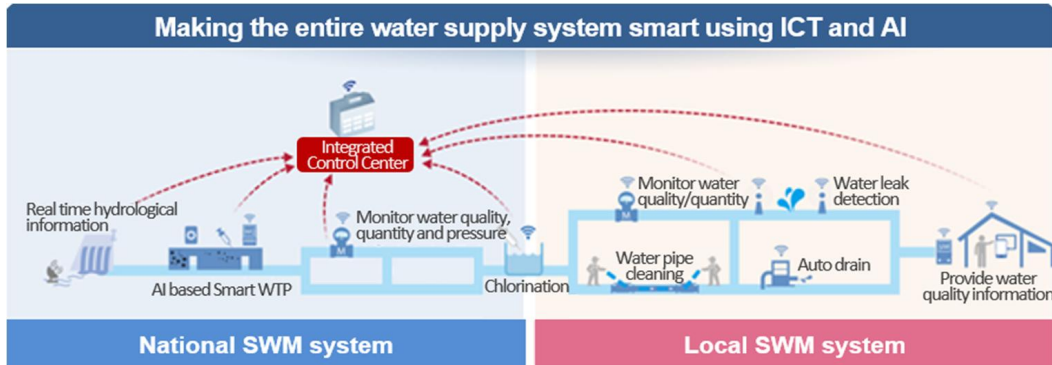 Making the entire water supply system smart using ICT and AI
Integrated
Control Center
Real time hydrological
information
AI based Smart WTP
Monitor water quality,
quantity and pressure
Chlorination
Monitor water
quality/quantity
Water leak
detection
Water pipe
cleaning
Auto drain
Provide water
quality information
M
M
National SWM system
Local SWM system